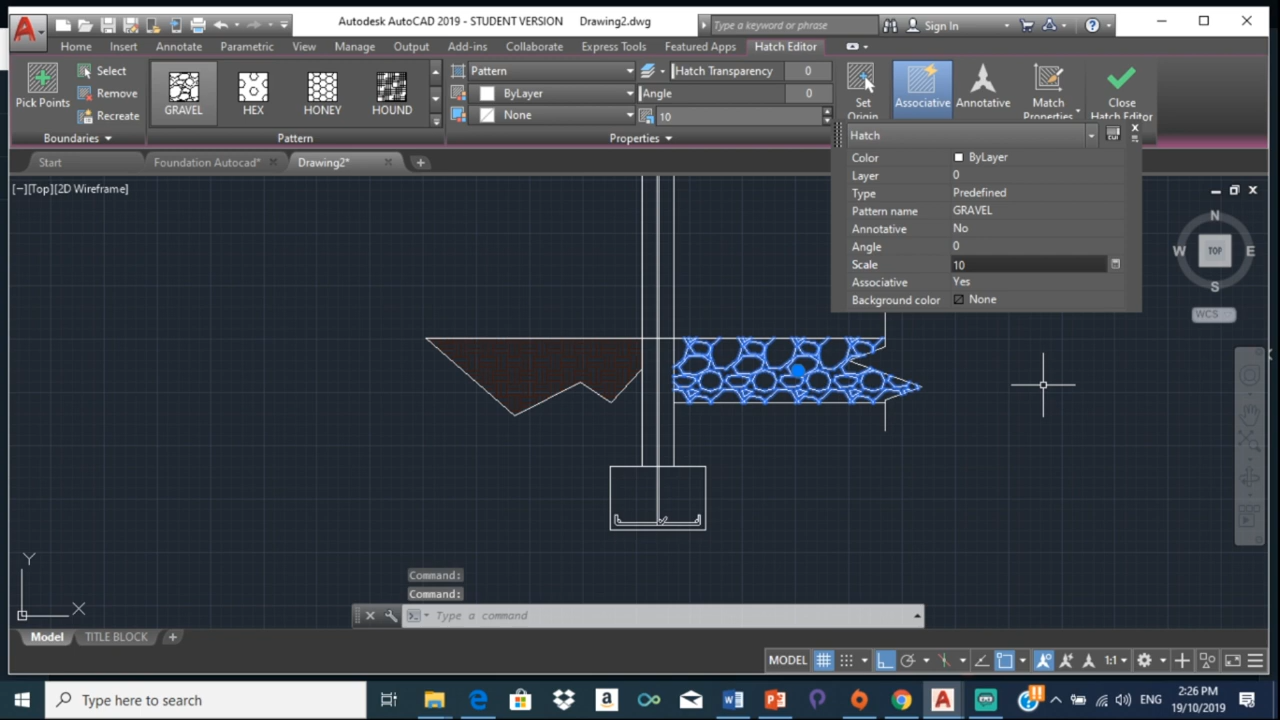 Autodesk AutoCAD 2019 - STUDENT VERSION Drawing2.dwg
Type a keyword or phrase
Sign In
Home Insert Annotate Parametric View Manage Output Add-ins Collaborate Express Tools Featured Apps Hatch Editor
Pick Points
Select
Remove
Recreate
Boundaries
GRAVEL
HEX
HONEY
HOUND
Pattern
Pattern
ByLayer
None
Hatch Transparency 0
Angle 0
10
Properties
Set
Origin
Associative
Annotative
Match
Properties
Close
Hatch Editor
Start
Foundation Autocad*
Drawing2*
[−][Top][2D Wireframe]
Hatch
Color ByLayer
Layer 0
Type Predefined
Pattern name GRAVEL
Annotative No
Angle 0
Scale 10
Associative Yes
Background color None
N
W TOP E
S
WCS
Y
X
Command:
Command:
Type a command
Model TITLE BLOCK
MODEL 1:1
Type here to search
ENG
2:26 PM
19/10/2019